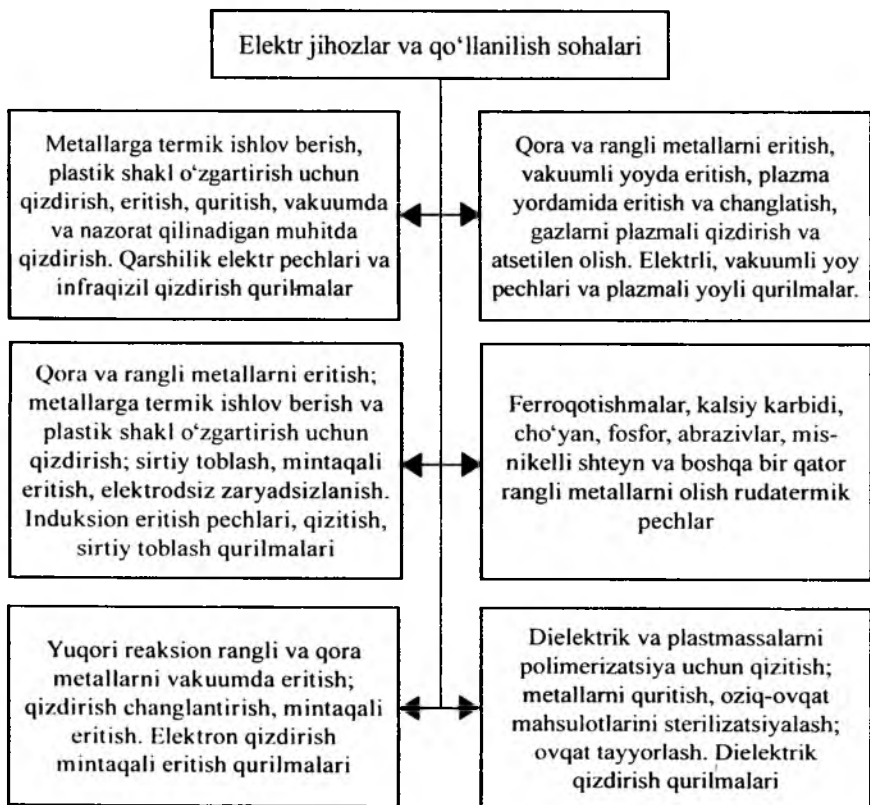 Elektr jihozlar va qo‘llanilish sohalari
Metallarga termik ishlov berish,
plastik shakl o‘zgartirish uchun
qizdirish, eritish, quritish, vakuumda
va nazorat qilinadigan muhitda
qizdirish. Qarshilik elektr pechlari va
infraqizil qizdirish qurilmalar
Qora va rangli metallarni eritish,
vakuumli yoyda eritish, plazma
yordamida eritish va changlatish,
gazlarni plazmali qizdirish va
atsetilen olish. Elektrli, vakuumli yoy
pechlari va plazmali yoyli qurilmalar.
Qora va rangli metallarni eritish;
metallarga termik ishlov berish va
plastik shakl o‘zgartirish uchun
qizdirish; sirtiy toblash, mintaqali
eritish, elektrodsiz zaryadsizlanish.
Induksion eritish pechlari, qizitish,
sirtiy toblash qurilmalari
Ferroqotishmalar, kalsiy karbidi,
cho‘yan, fosfor, abrazivlar, mis-
nikelli shteyn va boshqa bir qator
rangli metallarni olish rudatermik
pechlar
Yuqori reaksion rangli va qora
metallarni vakuumda eritish;
qizdirish changlantirish, mintaqali
eritish. Elektron qizdirish
mintaqali eritish qurilmalari
Dielektrik va plastmassalarni
polimerizatsiya uchun qizitish;
metallarni quritish, oziq-ovqat
mahsulotlarini sterilizatsiyalash;
ovqat tayyorlash. Dielektrik
qizdirish qurilmalari